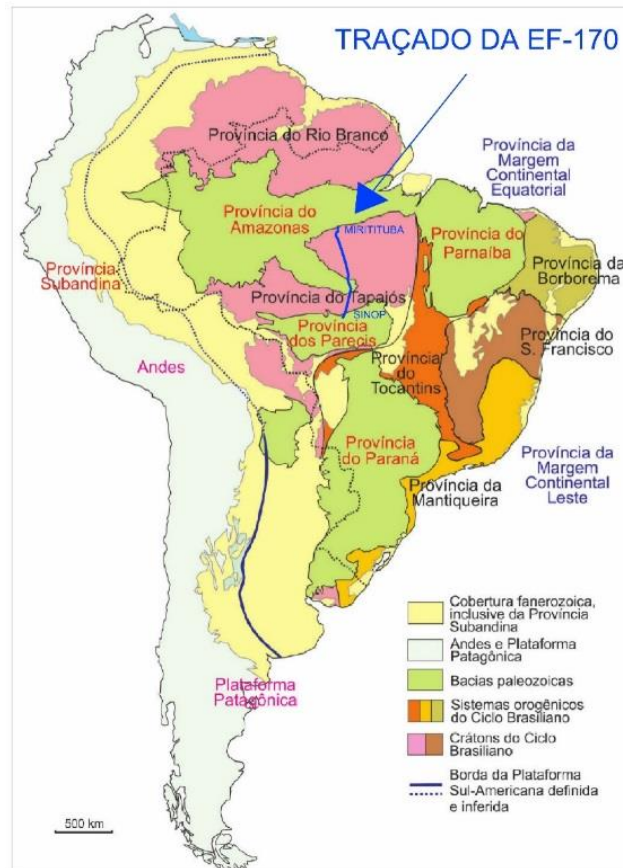 TRAÇADO DA EF-170
Província do Rio Branco
Província da
Margem
Continental
Equatorial
Província do
Amazonas
MIRITITUBA
Província do
Parnaíba
Província da
Borborema
Província
Subandina
Província do Tapajós
SINOP
Província
dos Parecis
Província do
S. Francisco
Andes
Província
do
Tocantins
Província
do Paraná
Província da
Mantiqueira
Província da
Margem
Continental
Leste
Plataforma
Patagônica
Cobertura fanerozoica,
inclusive da Província
Subandina
Andes e Plataforma
Patagônica
Bacias paleozoicas
Sistemas orogênicos
do Ciclo Brasiliano
Crátons do Ciclo
Brasiliano
Borda da Plataforma
Sul-Americana definida
e inferida
500 km